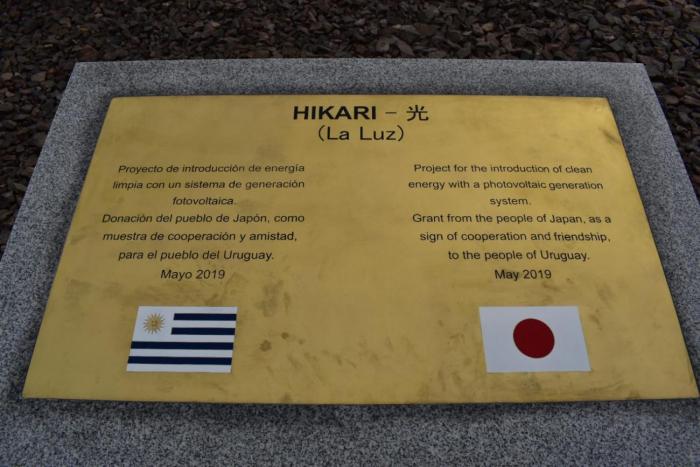 HIKARI – 光
(La Luz)
Proyecto de introducción de energía
limpia con un sistema de generación
fotovoltaica.
Donación del pueblo de Japón, como
muestra de cooperación y amistad,
para el pueblo del Uruguay.
Mayo 2019
Project for the introduction of clean
energy with a photovoltaic generation
system.
Grant from the people of Japan, as a
sign of cooperation and friendship,
to the people of Uruguay.
May 2019